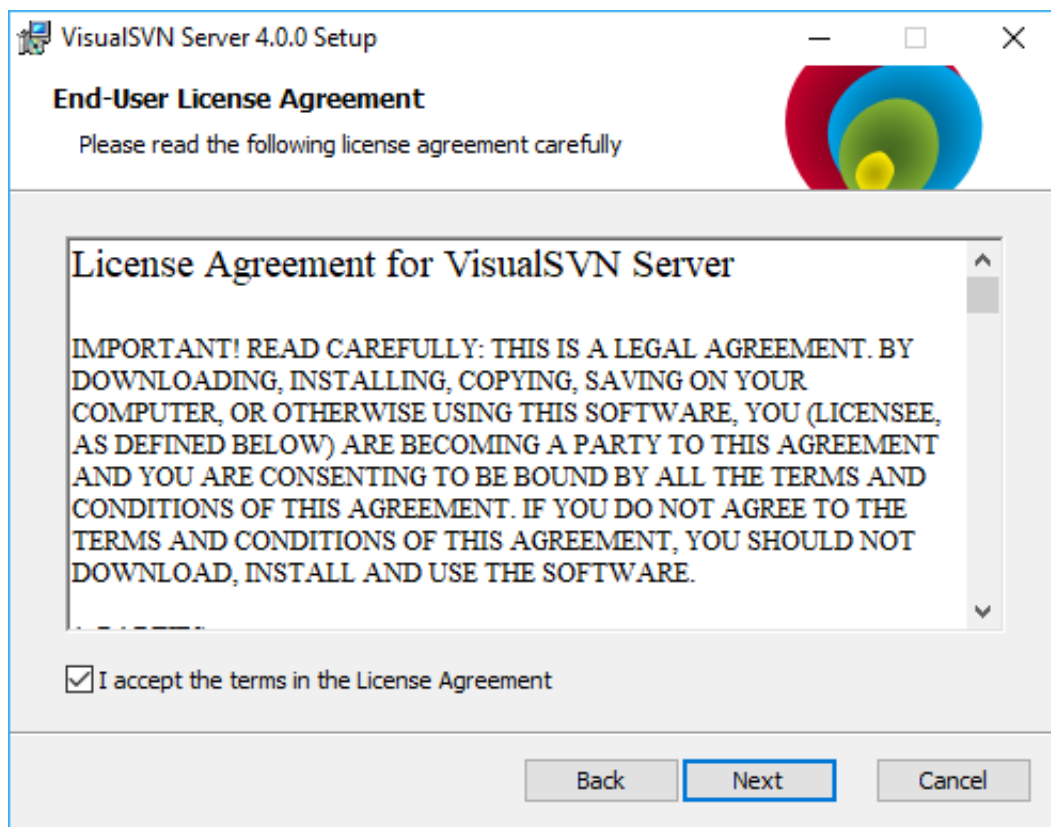 VisualSVN Server 4.0.0 Setup
End-User License Agreement
Please read the following license agreement carefully
License Agreement for VisualSVN Server
IMPORTANT! READ CAREFULLY: THIS IS A LEGAL AGREEMENT. BY
DOWNLOADING, INSTALLING, COPYING, SAVING ON YOUR
COMPUTER, OR OTHERWISE USING THIS SOFTWARE, YOU (LICENSEE,
AS DEFINED BELOW) ARE BECOMING A PARTY TO THIS AGREEMENT
AND YOU ARE CONSENTING TO BE BOUND BY ALL THE TERMS AND
CONDITIONS OF THIS AGREEMENT. IF YOU DO NOT AGREE TO THE
TERMS AND CONDITIONS OF THIS AGREEMENT, YOU SHOULD NOT
DOWNLOAD, INSTALL AND USE THE SOFTWARE.
I accept the terms in the License Agreement
Back Next Cancel